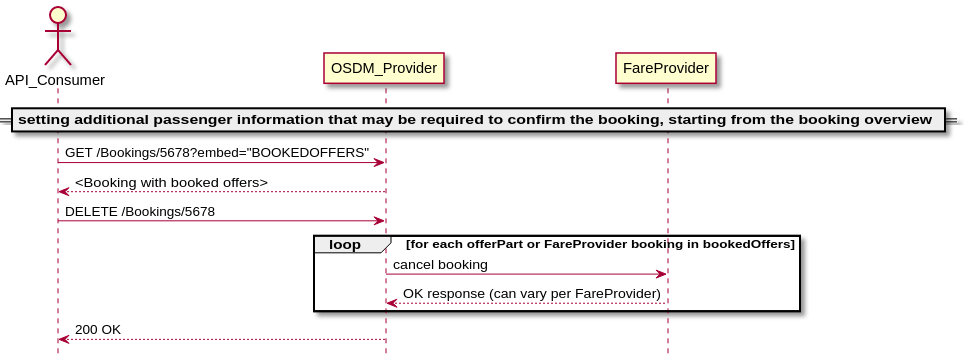 API_Consumer
OSDM_Provider
FareProvider
setting additional passenger information that may be required to confirm the booking, starting from the booking overview
GET /Bookings/5678?embed="BOOKEDOFFERS"
<Booking with booked offers>
DELETE /Bookings/5678
loop [for each offerPart or FareProvider booking in bookedOffers]
cancel booking
OK response (can vary per FareProvider)
200 OK